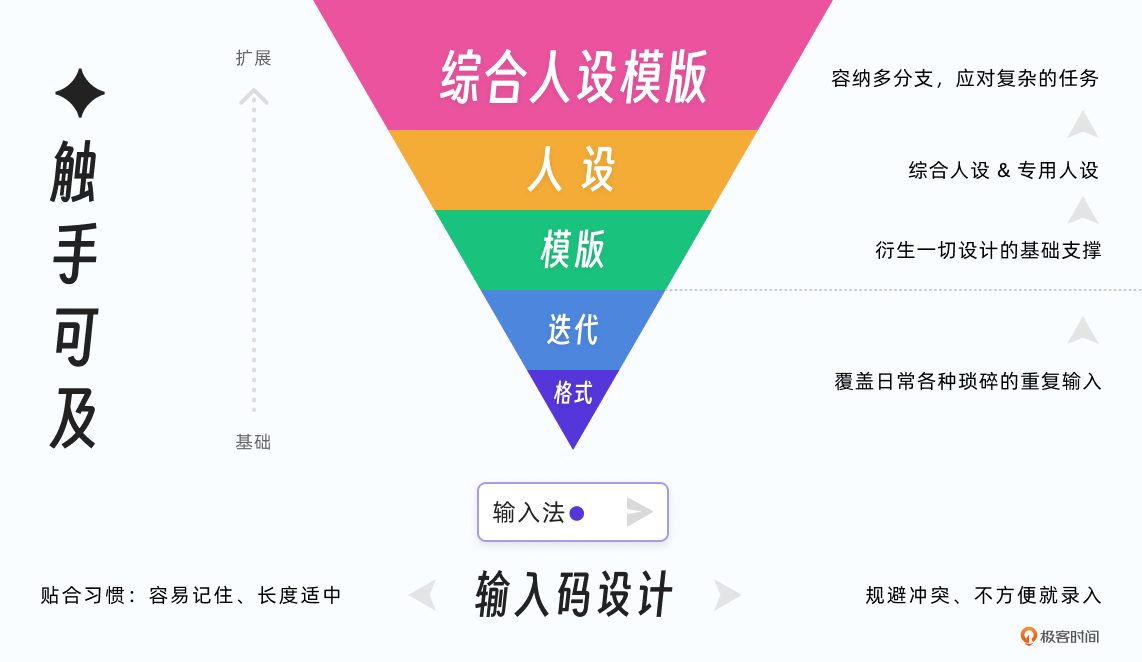 触手可及
扩展
基础
综合人设模版
人 设
模版
迭代
格式
容纳多分支，应对复杂的任务
综合人设 & 专用人设
衍生一切设计的基础支撑
覆盖日常各种琐碎的重复输入
输入法
贴合习惯：容易记住、长度适中
输入码设计
规避冲突、不方便就录入
极客时间